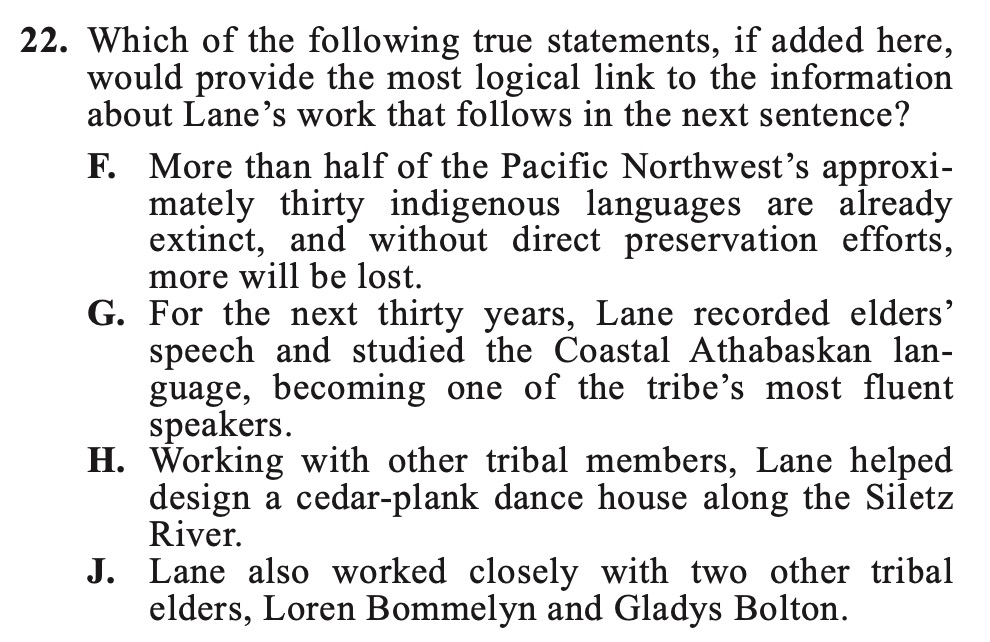 22. Which of the following true statements, if added here,
would provide the most logical link to the information
about Lane’s work that follows in the next sentence?
F. More than half of the Pacific Northwest’s approxi-
mately thirty indigenous languages are already
extinct, and without direct preservation efforts,
more will be lost.
G. For the next thirty years, Lane recorded elders’
speech and studied the Coastal Athabaskan lan-
guage, becoming one of the tribe’s most fluent
speakers.
H. Working with other tribal members, Lane helped
design a cedar-plank dance house along the Siletz
River.
J. Lane also worked closely with two other tribal
elders, Loren Bommelyn and Gladys Bolton.